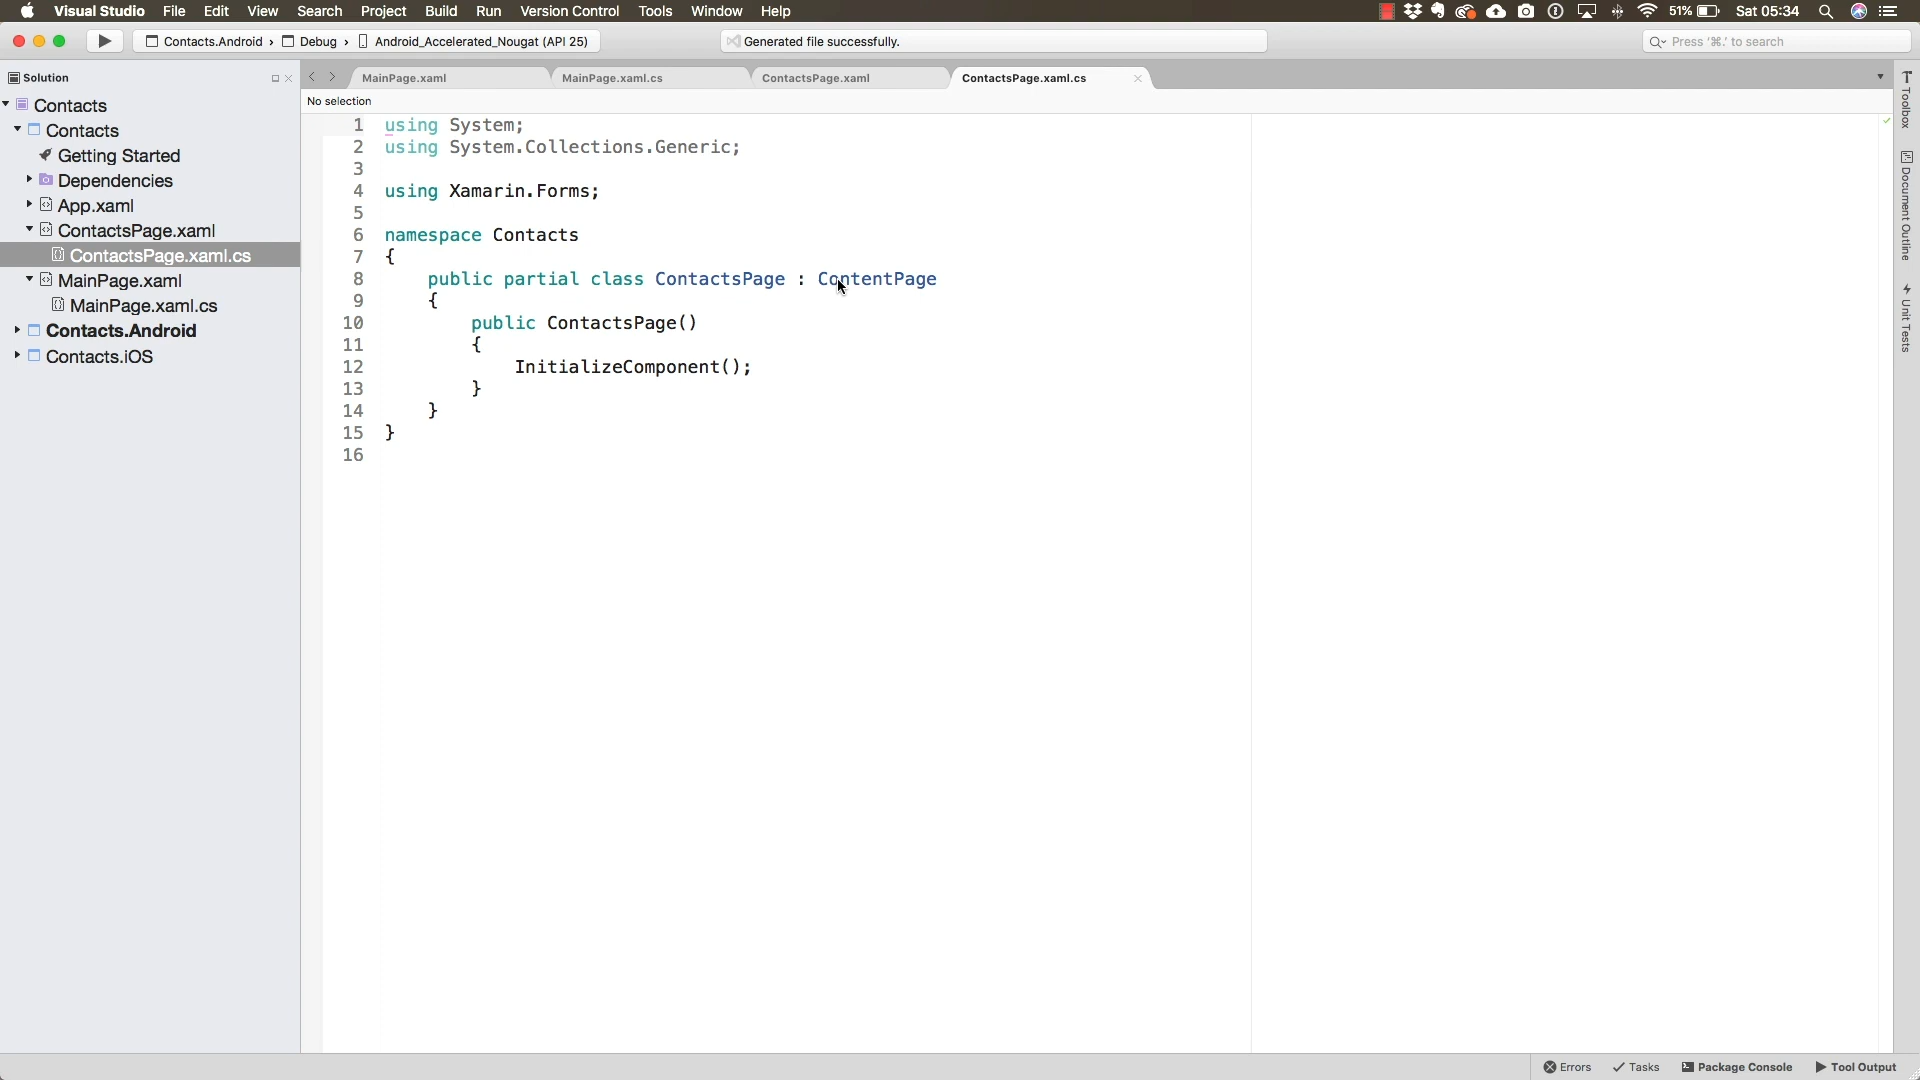 Visual Studio File Edit View Search Project Build Run Version Control Tools Window Help 51% Sat 05:34
Contacts.Android › Debug › Android_Accelerated_Nougat (API 25) Generated file successfully. Press '⌘.' to search
Solution MainPage.xaml MainPage.xaml.cs ContactsPage.xaml ContactsPage.xaml.cs
No selection
Contacts
Contacts
Getting Started
Dependencies
App.xaml
ContactsPage.xaml
ContactsPage.xaml.cs
MainPage.xaml
MainPage.xaml.cs
Contacts.Android
Contacts.iOS
1 using System;
2 using System.Collections.Generic;
3
4 using Xamarin.Forms;
5
6 namespace Contacts
7 {
8 public partial class ContactsPage : ContentPage
9 {
10 public ContactsPage()
11 {
12 InitializeComponent();
13 }
14 }
15 }
16
Toolbox
Document Outline
Unit Tests
Errors Tasks Package Console Tool Output